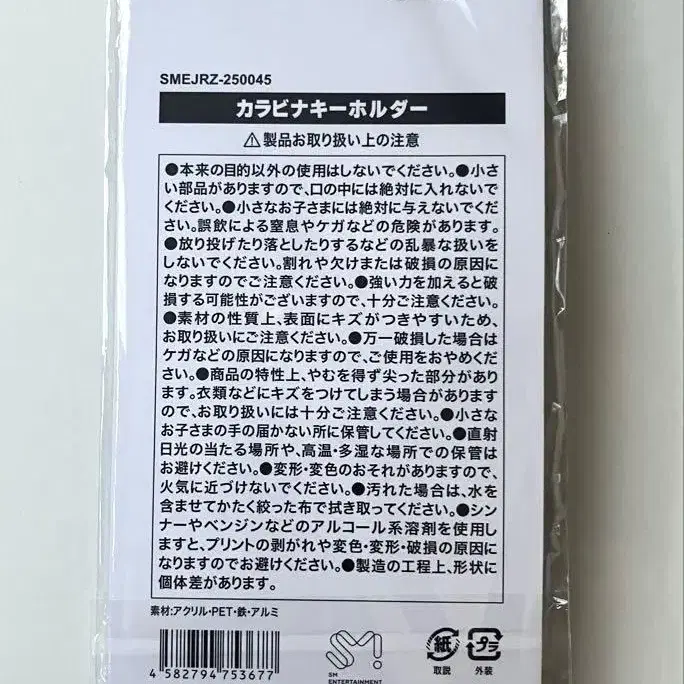 SMEJRZ-250045
カラビナキーホルダー
⚠製品お取り扱い上の注意
●本来の目的以外の使用はしないでください。●小さ
い部品がありますので、口の中には絶対に入れないで
ください。●小さなお子さまには絶対に与えないでくだ
さい。誤飲による窒息やケガなどの危険があります。
●放り投げたり落としたりするなどの乱暴な扱いを
しないでください。割れや欠けまたは破損の原因に
なりますのでご注意ください。●強い力を加えると破
損する可能性がございますので、十分ご注意ください。
●素材の性質上、表面にキズがつきやすいため、
お取り扱いにご注意ください。●万一破損した場合は
ケガなどの原因になりますので、ご使用をおやめくだ
さい。●商品の特性上、やむを得ず尖った部分があり
ます。衣類などにキズをつけてしまう場合があります
ので、お取り扱いには十分ご注意ください。●小さな
お子さまの手の届かない所に保管してください。●直射
日光の当たる場所や、高温・多湿な場所での保管は
お避けください。●変形・変色のおそれがありますので、
火気に近づけないでください。●汚れた場合は、水を
含ませてかたく絞った布で拭き取ってください。●シン
ナーやベンジンなどのアルコール系溶剤を使用し
ますと、プリントの剥がれや変色・変形・破損の原因に
なりますのでお避けください。●製造の工程上、形状に
個体差があります。
素材:アクリル・PET・鉄・アルミ
4 582794 753677
SM
ENTERTAINMENT
紙
取説
プラ
外装